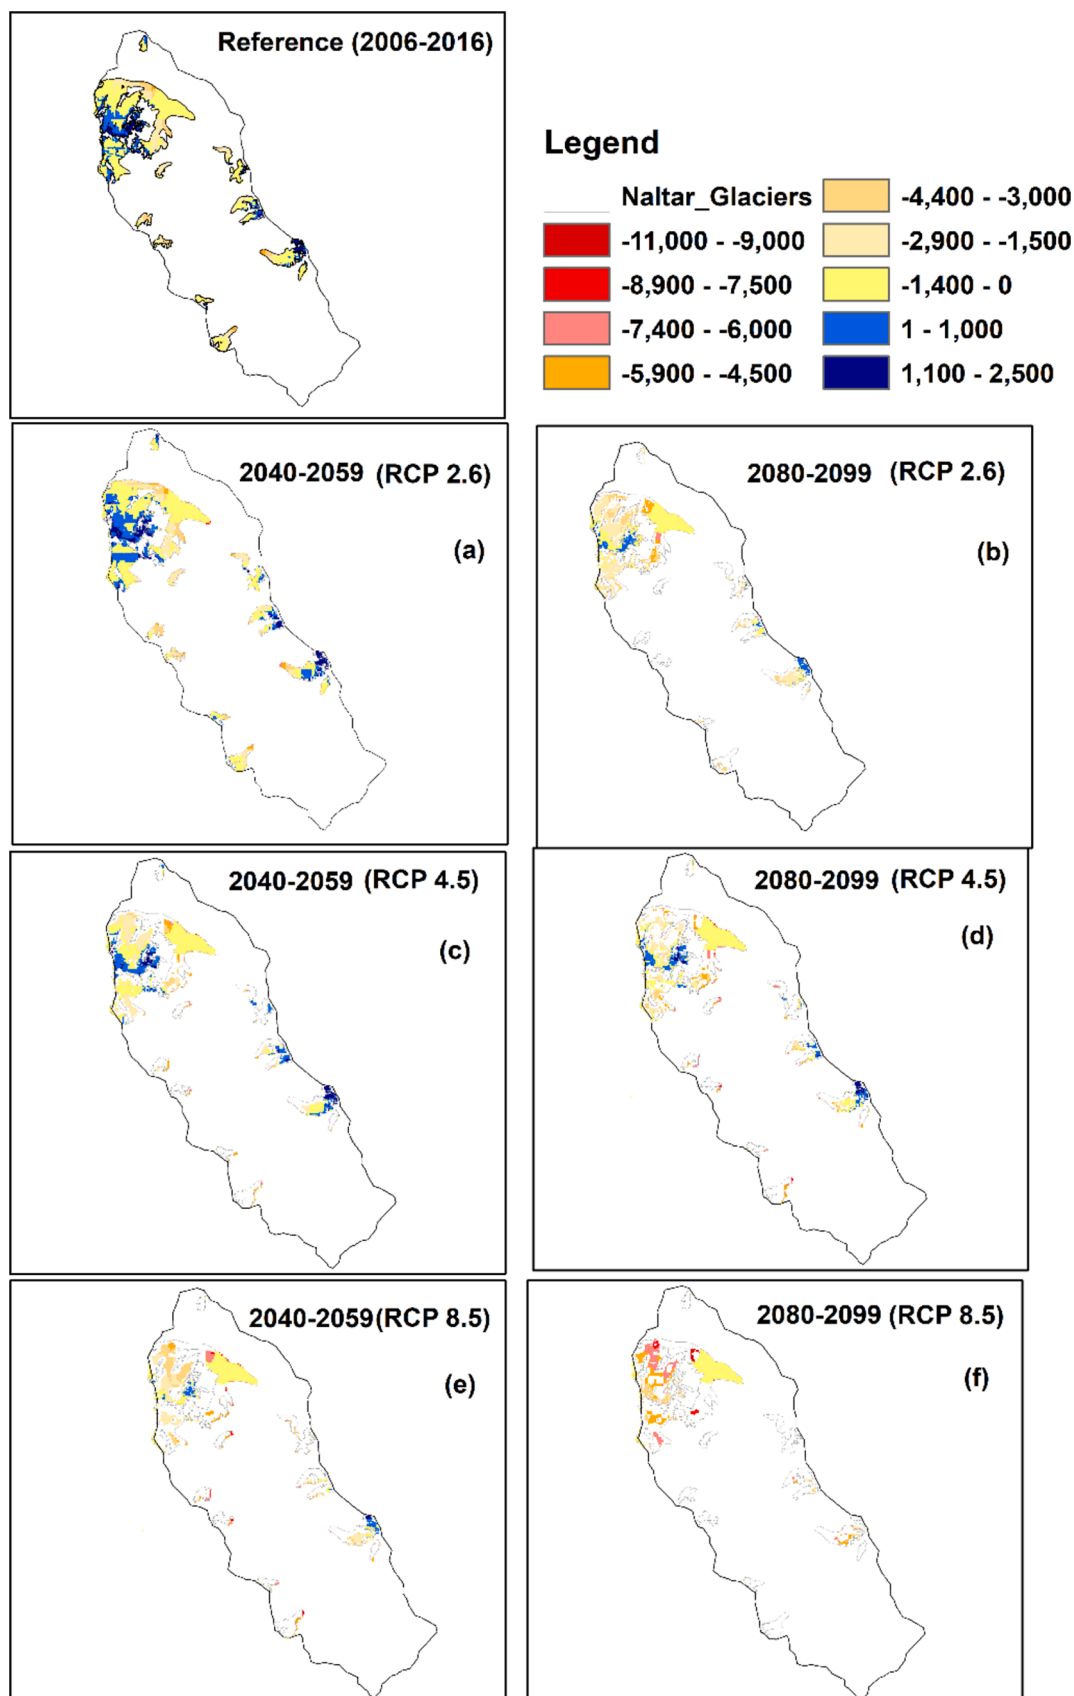 Reference (2006-2016)
Legend
Naltar_Glaciers
-11,000 - -9,000
-8,900 - -7,500
-7,400 - -6,000
-5,900 - -4,500
-4,400 - -3,000
-2,900 - -1,500
-1,400 - 0
1 - 1,000
1,100 - 2,500
2040-2059 (RCP 2.6)
(a)
2080-2099 (RCP 2.6)
(b)
2040-2059 (RCP 4.5)
(c)
2080-2099 (RCP 4.5)
(d)
2040-2059 (RCP 8.5)
(e)
2080-2099 (RCP 8.5)
(f)